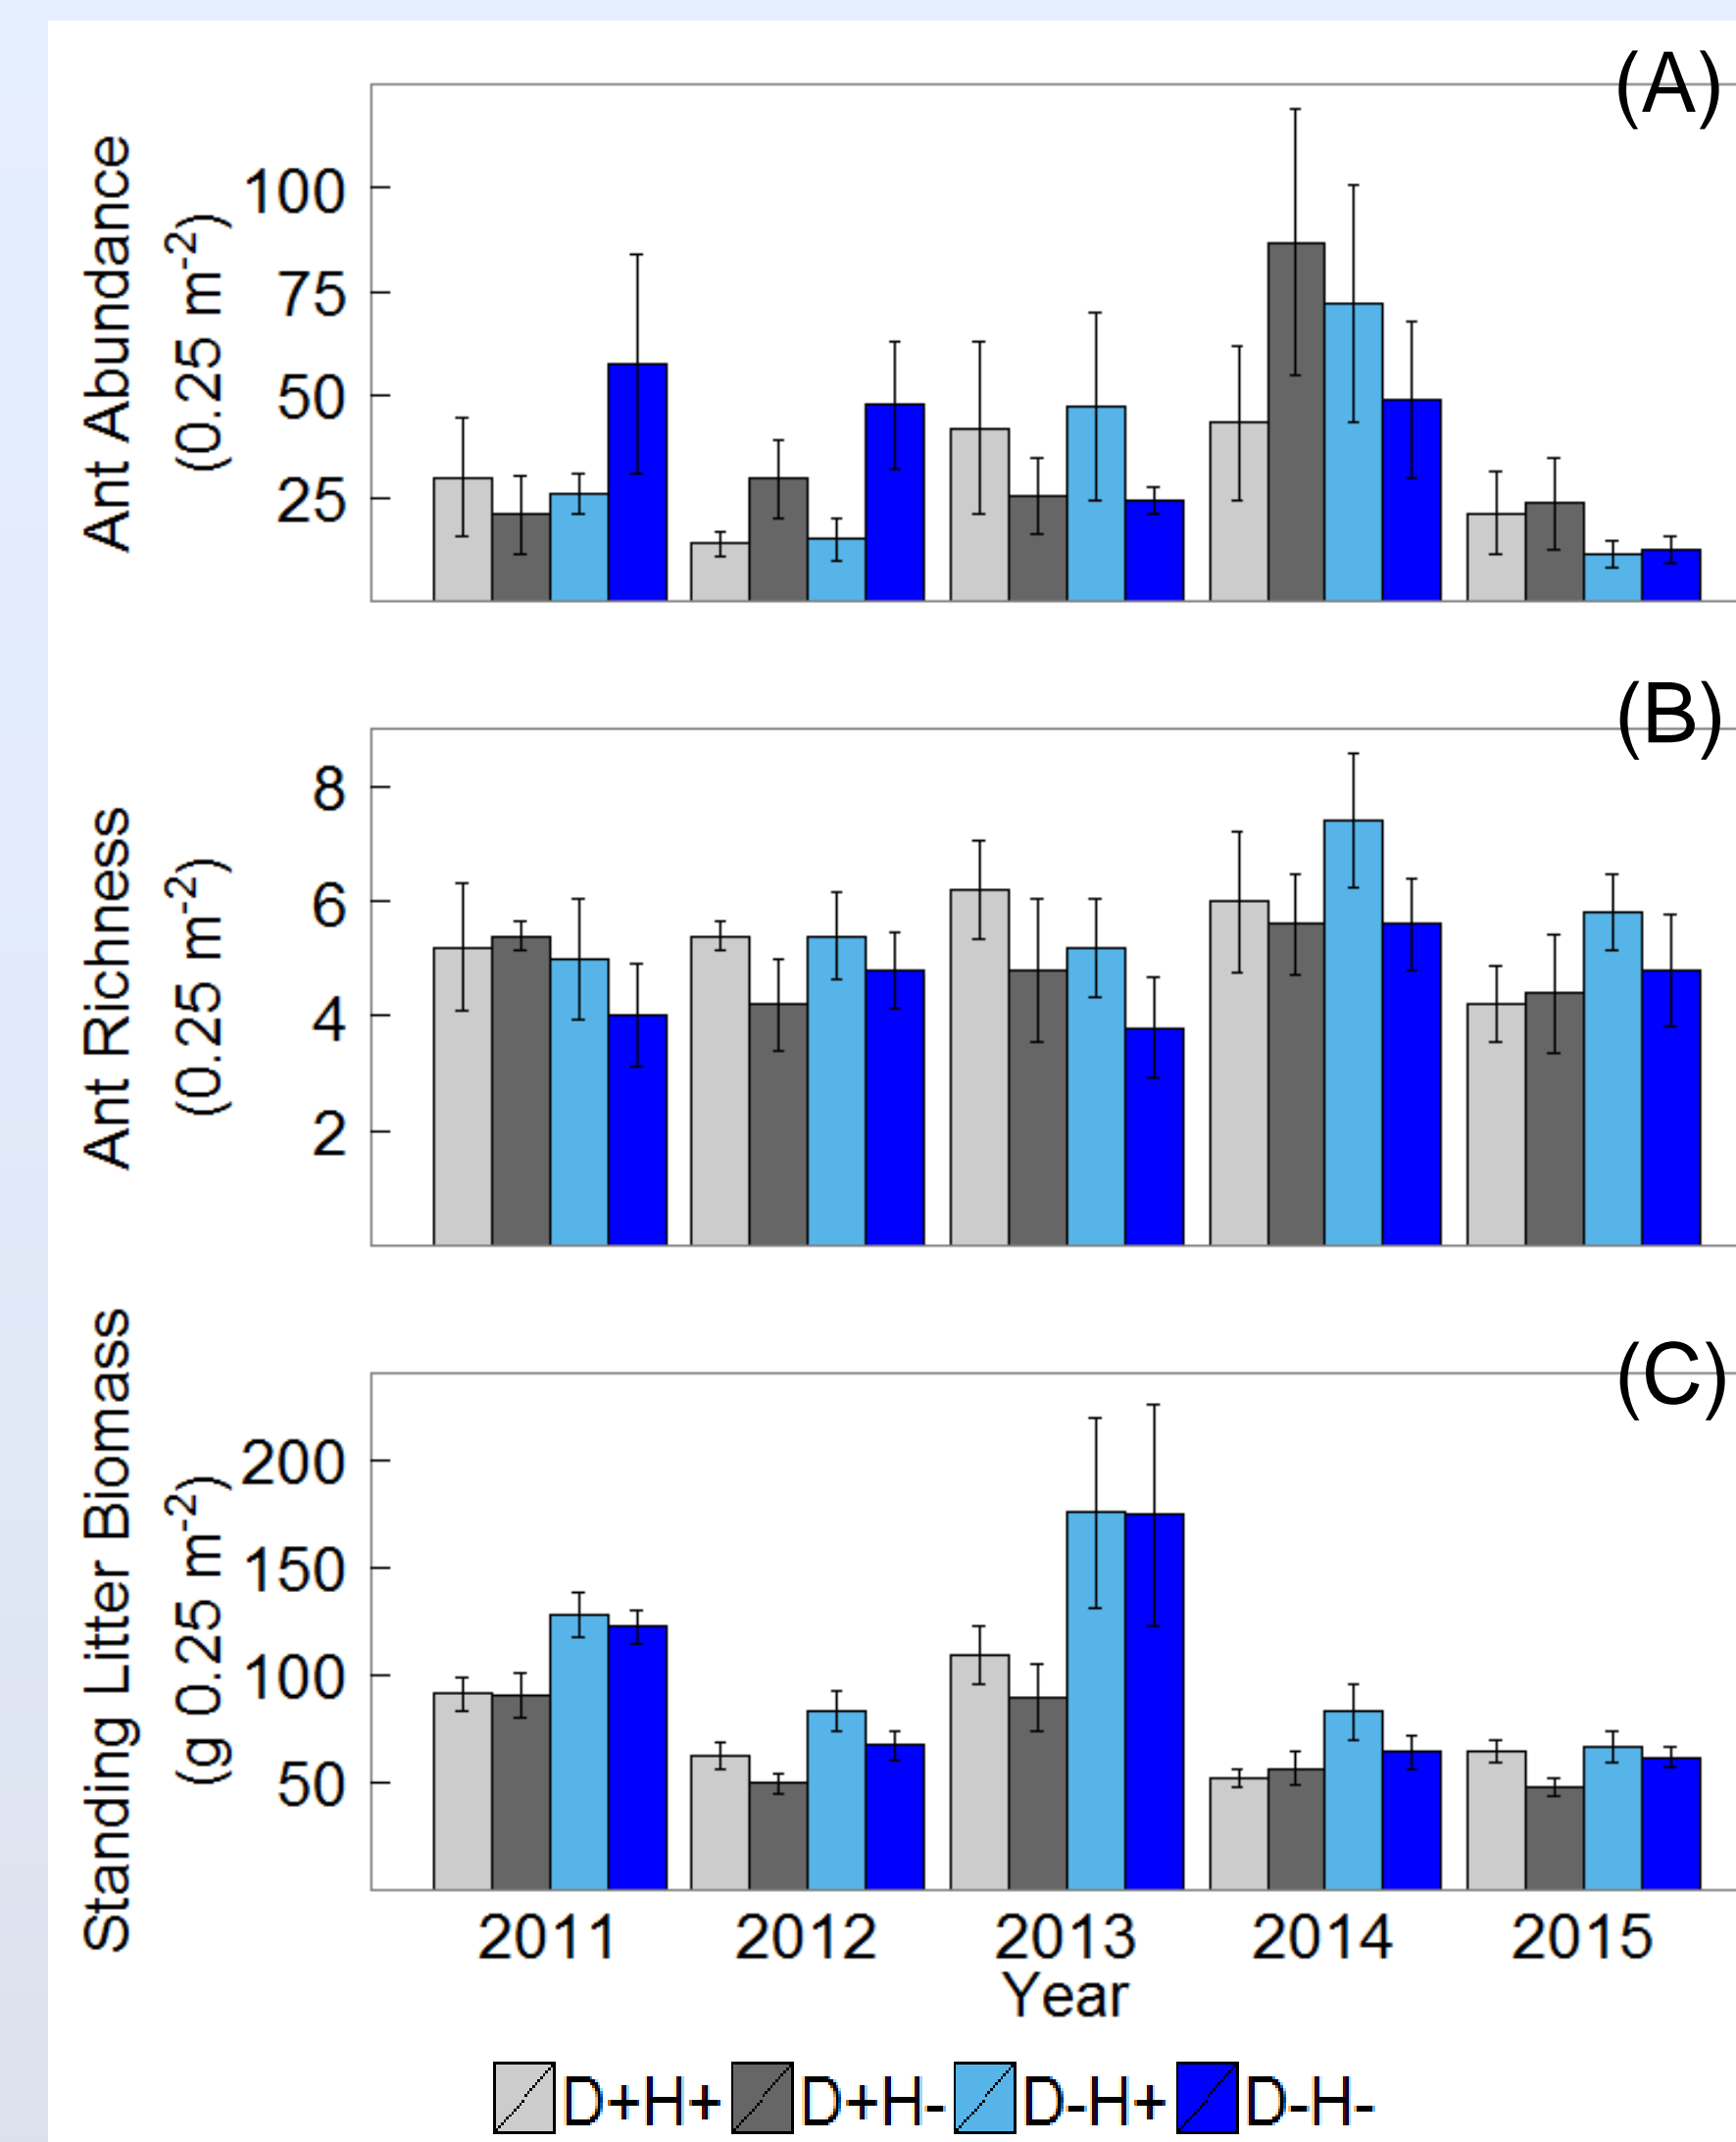 (A)
Ant Abundance
(0.25 m⁻²)
100
75
50
25
(B)
Ant Richness
(0.25 m⁻²)
8
6
4
2
(C)
Standing Litter Biomass
(g 0.25 m⁻²)
200
150
100
50
2011 2012 2013 2014 2015
Year
D+H+ D+H- D-H+ D-H-